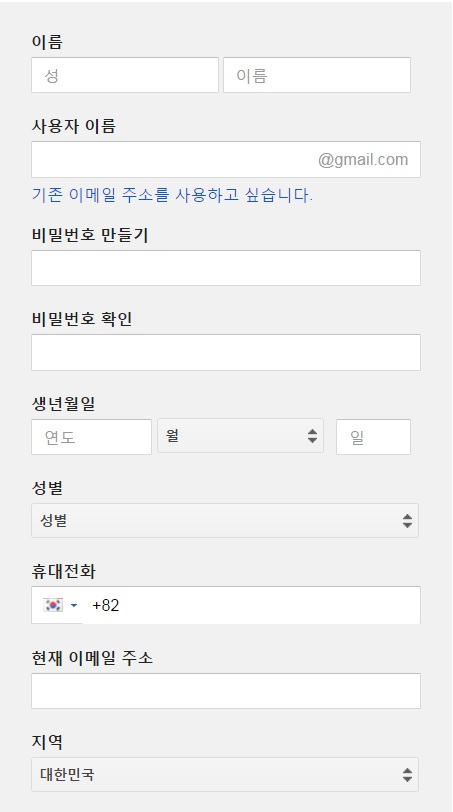 이름
성 이름
사용자 이름
@gmail.com
기존 이메일 주소를 사용하고 싶습니다.
비밀번호 만들기
비밀번호 확인
생년월일
연도 월 일
성별
성별
휴대전화
+82
현재 이메일 주소
지역
대한민국